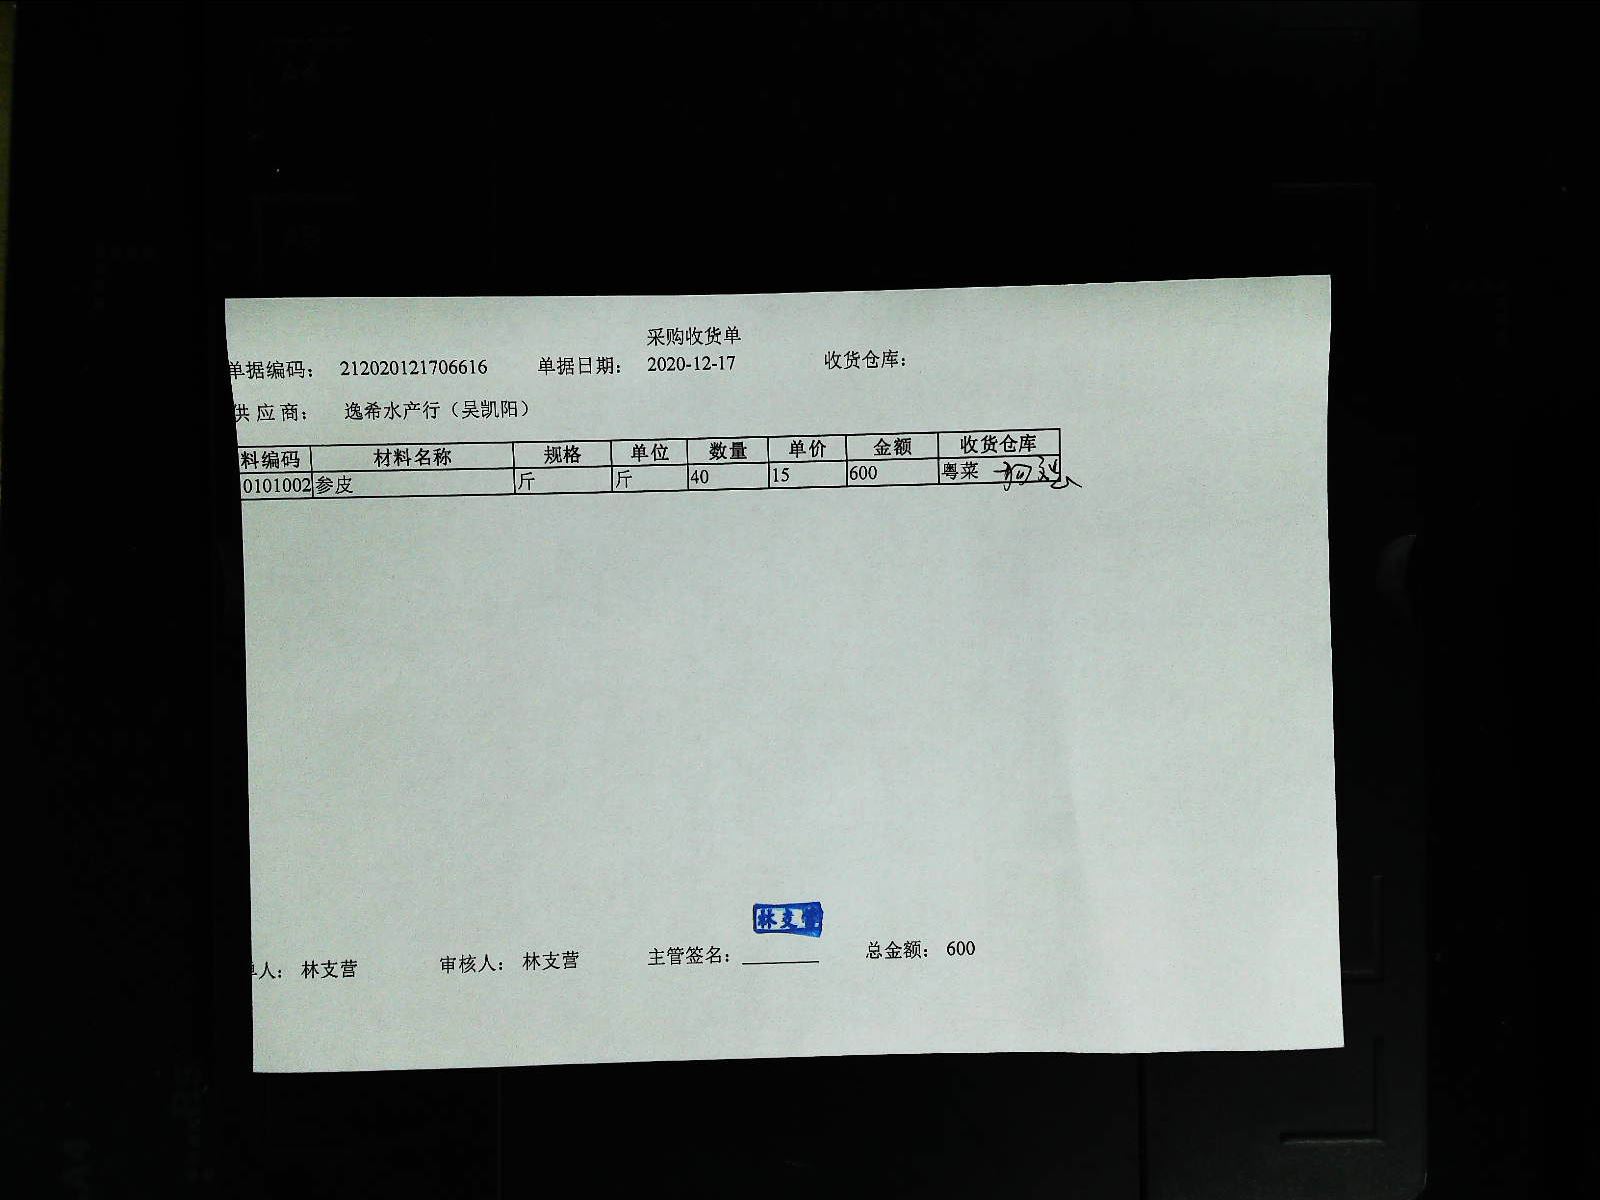 采购收货单
单据编码： 212020121706616 单据日期： 2020-12-17 收货仓库：
供应商： 逸希水产行（吴凯阳）
料编码 材料名称 规格 单位 数量 单价 金额 收货仓库
0101002 参皮 斤 斤 40 15 600 粤菜
林支营
人： 林支营 审核人： 林支营 主管签名： 总金额： 600